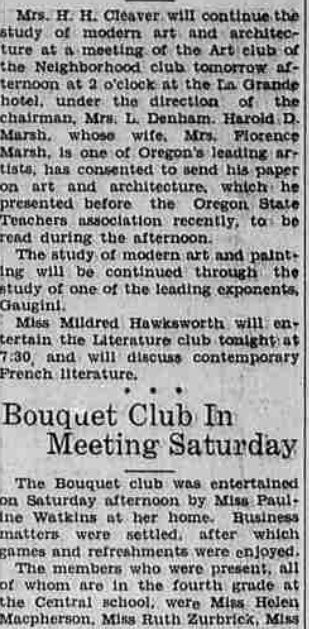 Mrs. H. H. Cleaver will continue the
study of modern art and architec-
ture at a meeting of the Art club of
the Neighborhood club tomorrow af-
ternoon at 2 o'clock at the La Grande
hotel, under the direction of the
chairman, Mrs. L. Denham. Harold D.
Marsh, whose wife, Mrs. Florence
Marsh, is one of Oregon's leading ar-
tists, has consented to send his paper
on art and architecture, which he
presented before the Oregon State
Teachers association recently, to be
read during the afternoon.
The study of modern art and paint-
ing will be continued through the
study of one of the leading exponents,
Gaugini.
Miss Mildred Hawksworth will en-
tertain the Literature club tonight at
7:30 and will discuss contemporary
French literature.
* * *
Bouquet Club In
Meeting Saturday
The Bouquet club was entertained
on Saturday afternoon by Miss Paul-
ine Watkins at her home. Business
matters were settled, after which
games and refreshments were enjoyed.
The members who were present, all
of whom are in the fourth grade at
the Central school, were Miss Helen
Macpherson, Miss Ruth Zurbrick, Miss